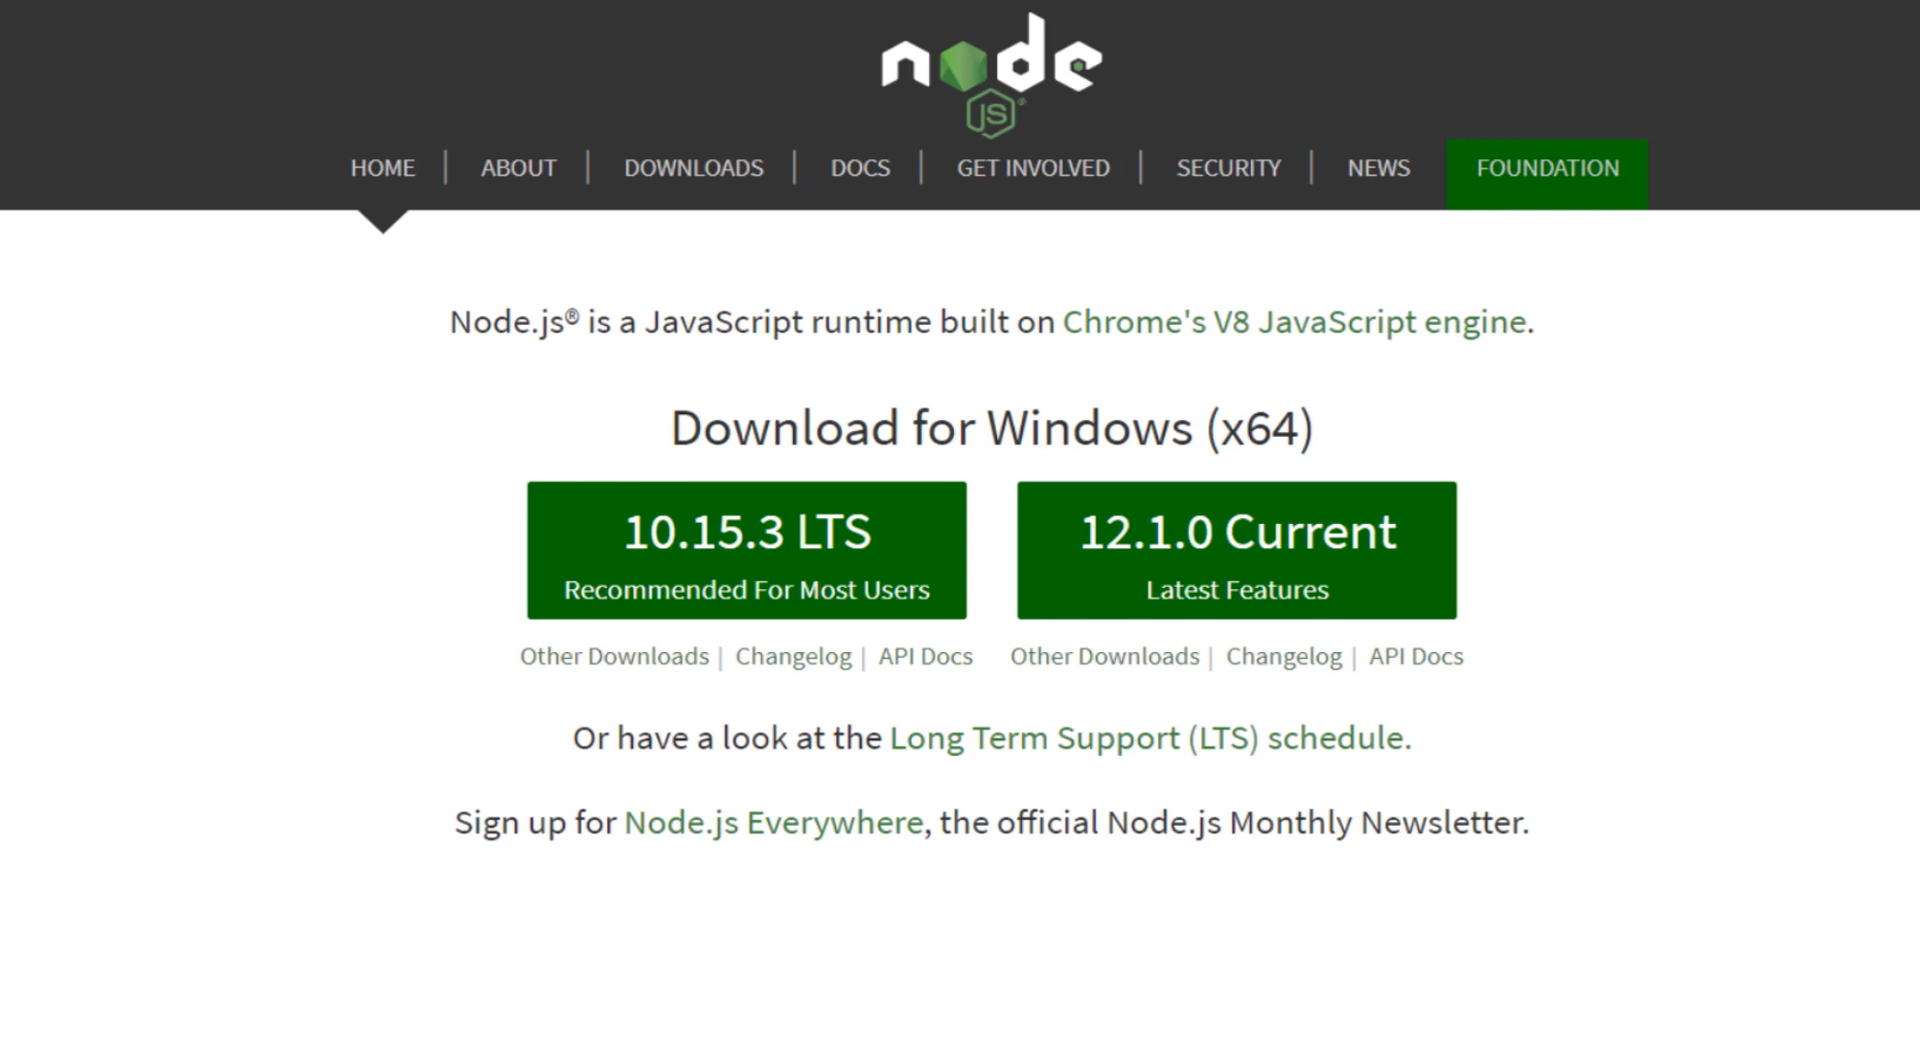 node
JS®
HOME | ABOUT | DOWNLOADS | DOCS | GET INVOLVED | SECURITY | NEWS FOUNDATION
Node.js® is a JavaScript runtime built on Chrome's V8 JavaScript engine.
Download for Windows (x64)
10.15.3 LTS
Recommended For Most Users
12.1.0 Current
Latest Features
Other Downloads | Changelog | API Docs
Other Downloads | Changelog | API Docs
Or have a look at the Long Term Support (LTS) schedule.
Sign up for Node.js Everywhere, the official Node.js Monthly Newsletter.